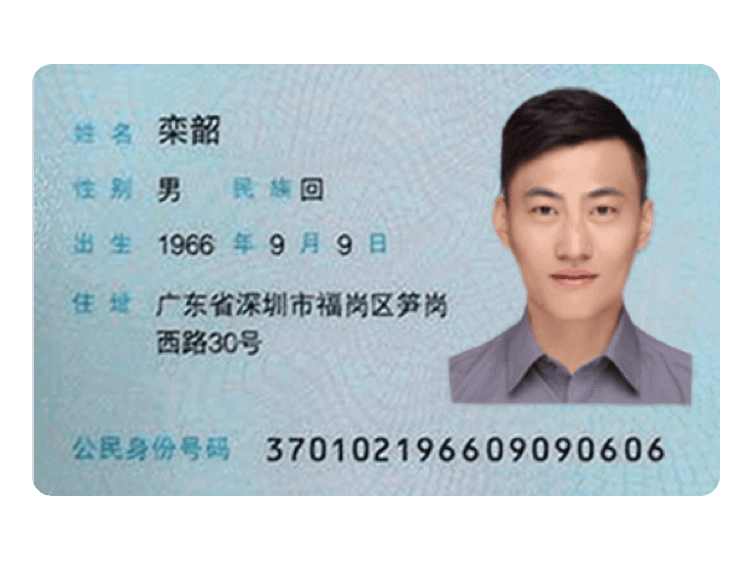 姓名 栾韶
性别 男 民族 回
出生 1966 年 9 月 9 日
住址 广东省深圳市福岗区笋岗
西路30号
公民身份号码 370102196609090606